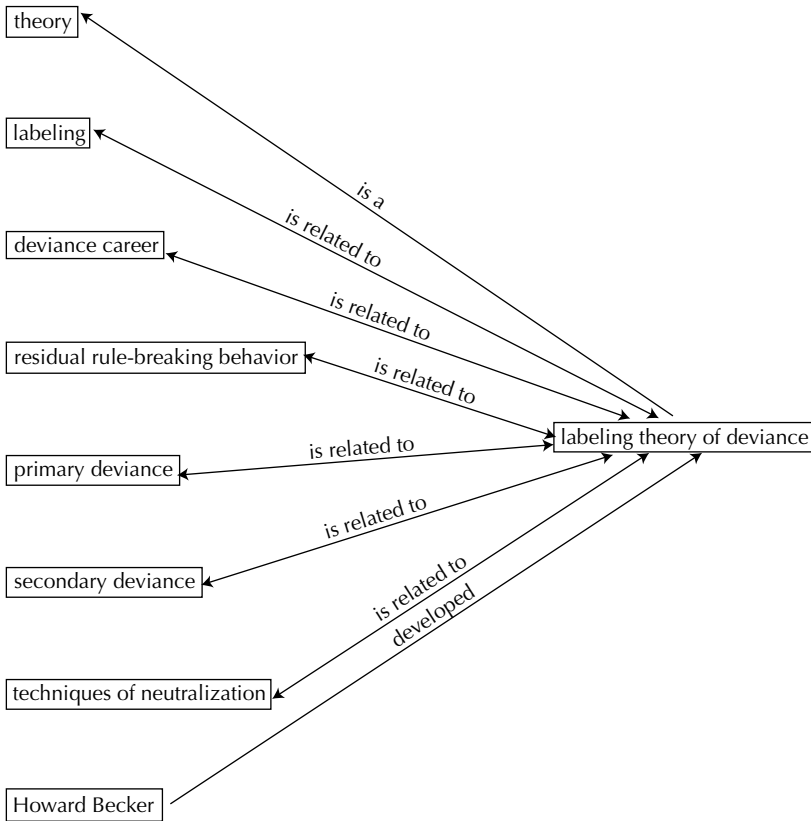 theory
labeling
is a
is related to
deviance career
is related to
residual rule-breaking behavior
is related to
labeling theory of deviance
is related to
primary deviance
is related to
secondary deviance
is related to
developed
techniques of neutralization
Howard Becker